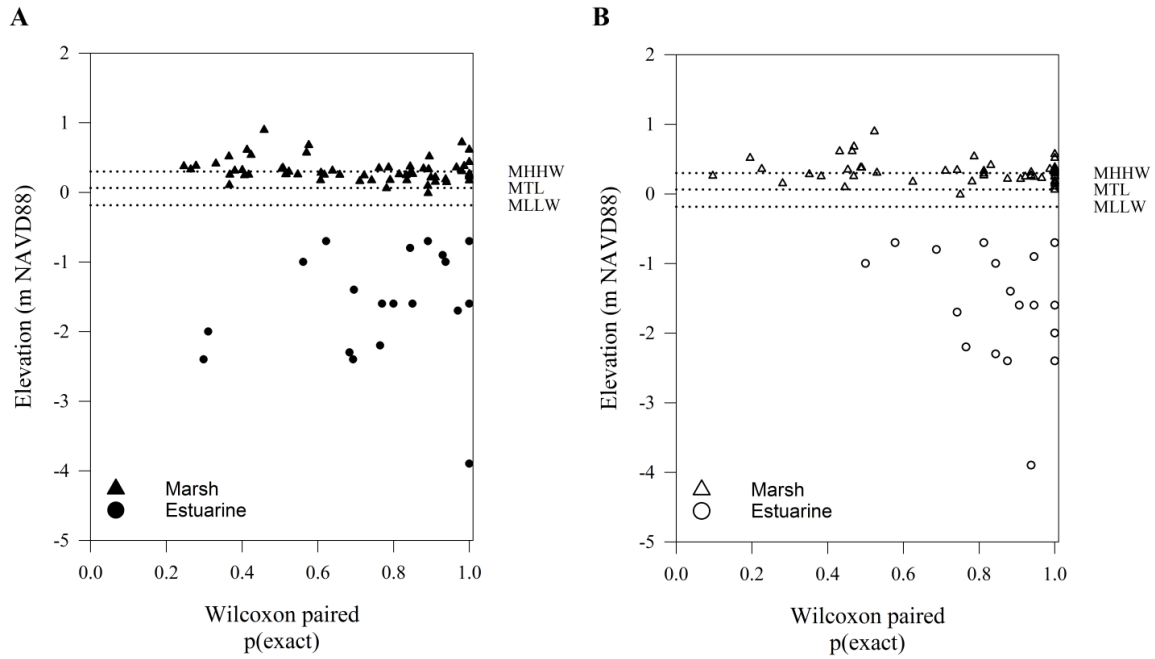 A
2
1
0
-1
-2
-3
-4
-5
Elevation (m NAVD88)
MHHW
MTL
MLLW
Marsh
Estuarine
0.0 0.2 0.4 0.6 0.8 1.0
Wilcoxon paired
p(exact)
B
2
1
0
-1
-2
-3
-4
-5
Elevation (m NAVD88)
MHHW
MTL
MLLW
Marsh
Estuarine
0.0 0.2 0.4 0.6 0.8 1.0
Wilcoxon paired
p(exact)